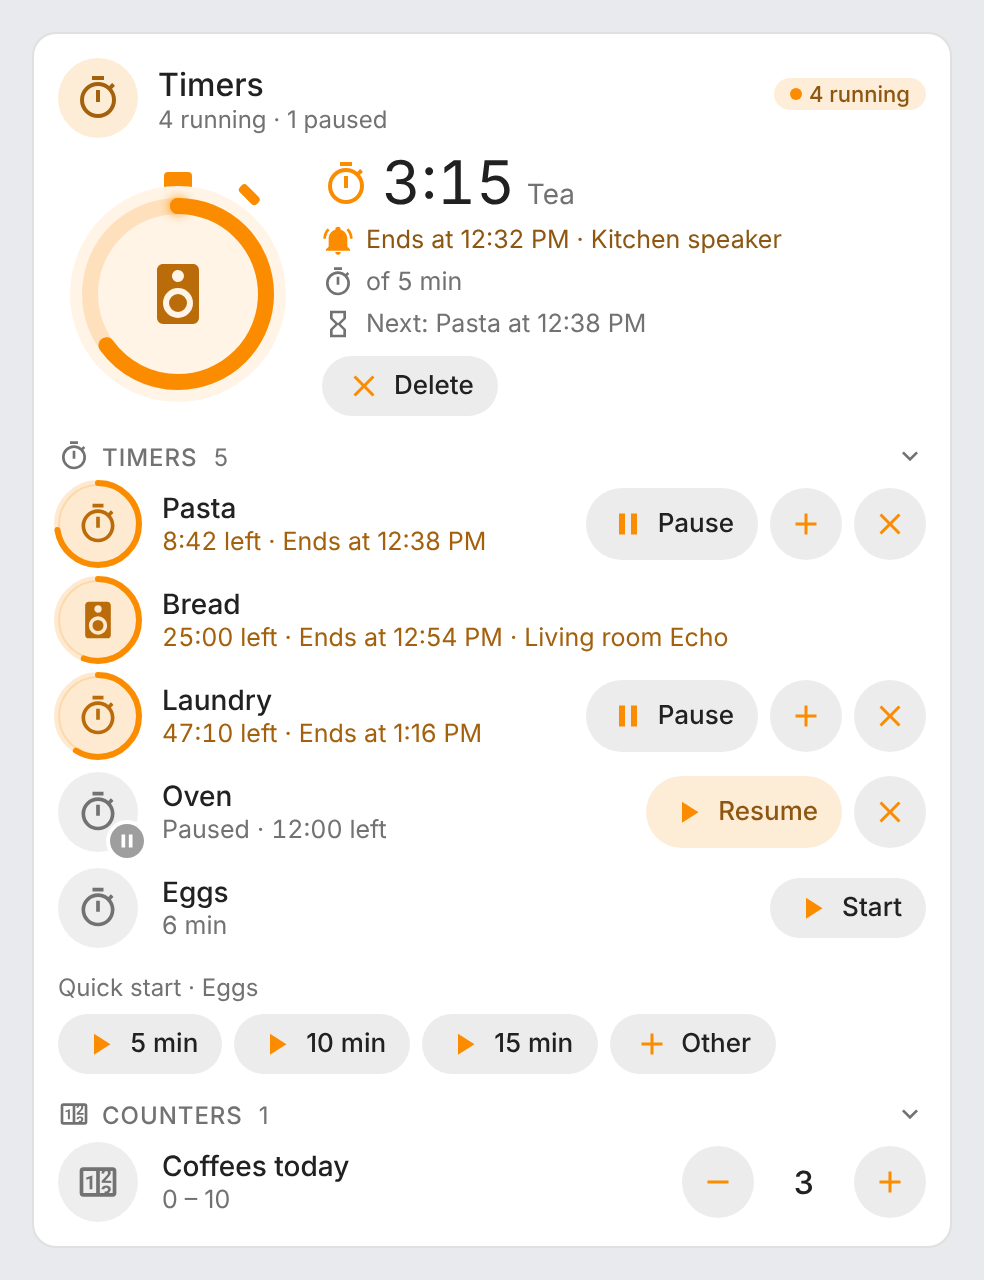 Timers
4 running · 1 paused
4 running
3:15 Tea
Ends at 12:32 PM · Kitchen speaker
of 5 min
Next: Pasta at 12:38 PM
Delete
TIMERS 5
Pasta
8:42 left · Ends at 12:38 PM
Pause
Bread
25:00 left · Ends at 12:54 PM · Living room Echo
Laundry
47:10 left · Ends at 1:16 PM
Pause
Oven
Paused · 12:00 left
Resume
Eggs
6 min
Start
Quick start · Eggs
5 min
10 min
15 min
Other
COUNTERS 1
Coffees today
0 – 10
3